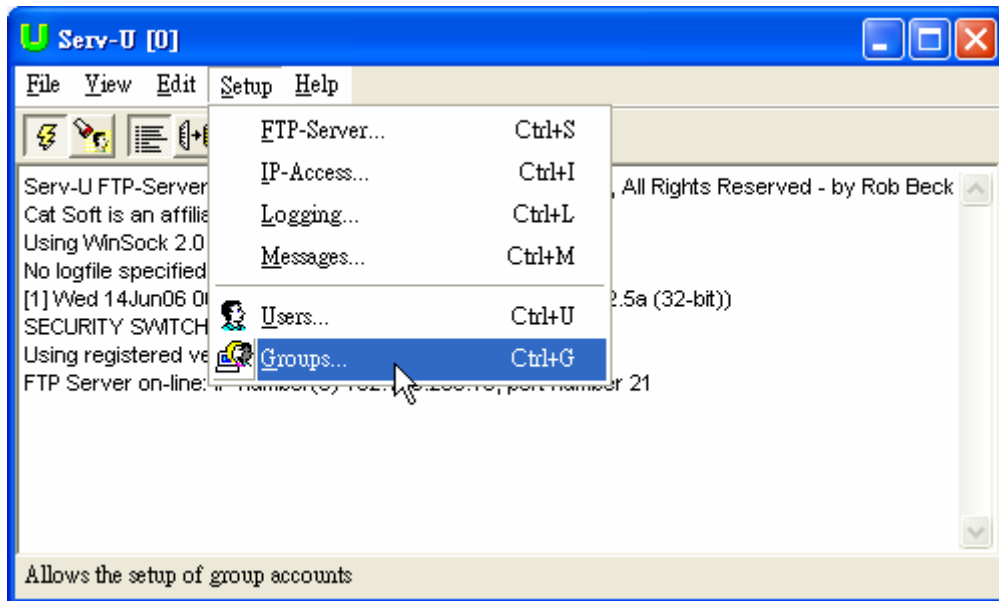 Serv-U [0]
File View Edit Setup Help
FTP-Server... Ctrl+S
IP-Access... Ctrl+I
Logging... Ctrl+L
Messages... Ctrl+M
Users... Ctrl+U
Groups... Ctrl+G
Serv-U FTP-Server , All Rights Reserved - by Rob Beck
Cat Soft is an affilia
Using WinSock 2.0
No logfile specified
[1] Wed 14Jun06 0 2.5a (32-bit))
SECURITY SWITCH
Using registered ve
FTP Server on-line: port number 21
Allows the setup of group accounts